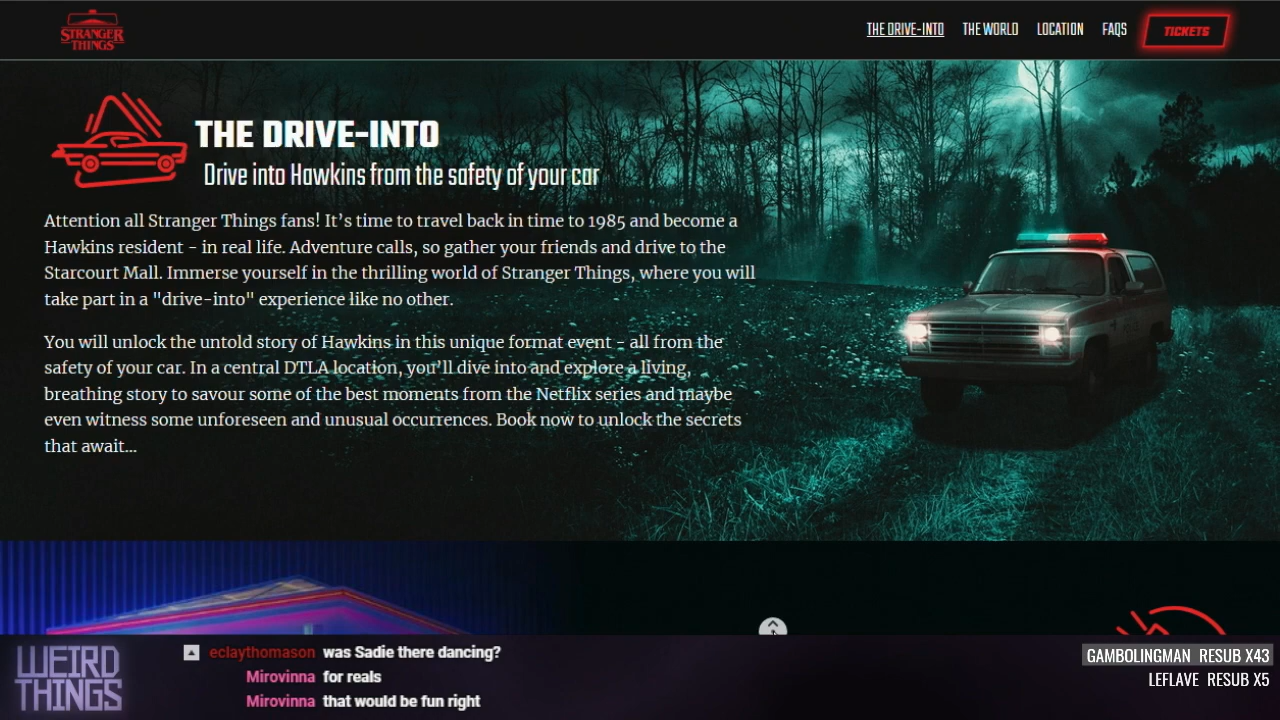 STRANGER
THINGS
THE DRIVE-INTO
THE WORLD
LOCATION
FAQS
TICKETS
THE DRIVE-INTO
Drive into Hawkins from the safety of your car
Attention all Stranger Things fans! It’s time to travel back in time to 1985 and become a
Hawkins resident - in real life. Adventure calls, so gather your friends and drive to the
Starcourt Mall. Immerse yourself in the thrilling world of Stranger Things, where you will
take part in a "drive-into" experience like no other.
You will unlock the untold story of Hawkins in this unique format event - all from the
safety of your car. In a central DTLA location, you’ll dive into and explore a living,
breathing story to savour some of the best moments from the Netflix series and maybe
even witness some unforeseen and unusual occurrences. Book now to unlock the secrets
that await...
WEIRD
THINGS
eclaythomason was Sadie there dancing?
Mirovinna for reals
Mirovinna that would be fun right
GAMBOLINGMAN RESUB X43
LEFLAVE RESUB X5